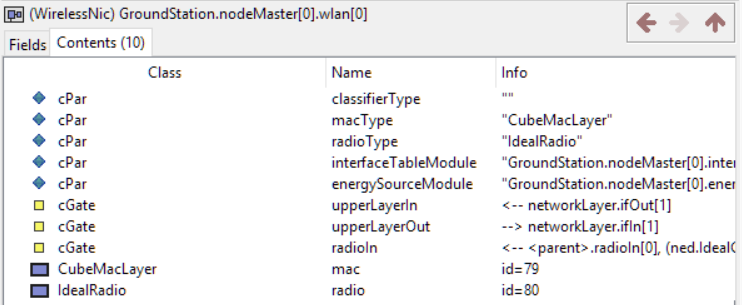 (WirelessNic) GroundStation.nodeMaster[0].wlan[0]
Fields Contents (10)
Class Name Info
cPar classifierType ""
cPar macType "CubeMacLayer"
cPar radioType "IdealRadio"
cPar interfaceTableModule "GroundStation.nodeMaster[0].inter
cPar energySourceModule "GroundStation.nodeMaster[0].ener
cGate upperLayerIn <-- networkLayer.ifOut[1]
cGate upperLayerOut --> networkLayer.ifIn[1]
cGate radioIn <-- <parent>.radioIn[0], (ned.IdealC
CubeMacLayer mac id=79
IdealRadio radio id=80